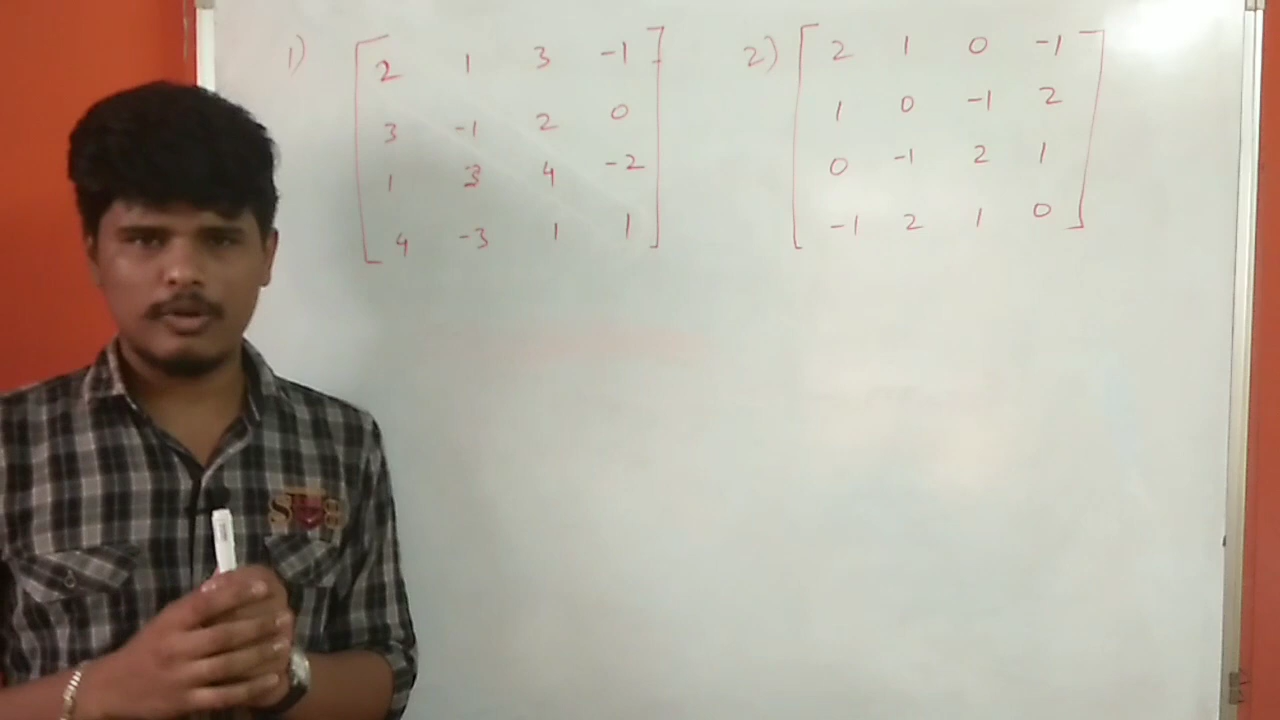 1) 2 1 3 -1
3 -1 2 0
1 3 4 -2
4 -3 1 1
2) 2 1 0 -1
1 0 -1 2
0 -1 2 1
-1 2 1 0